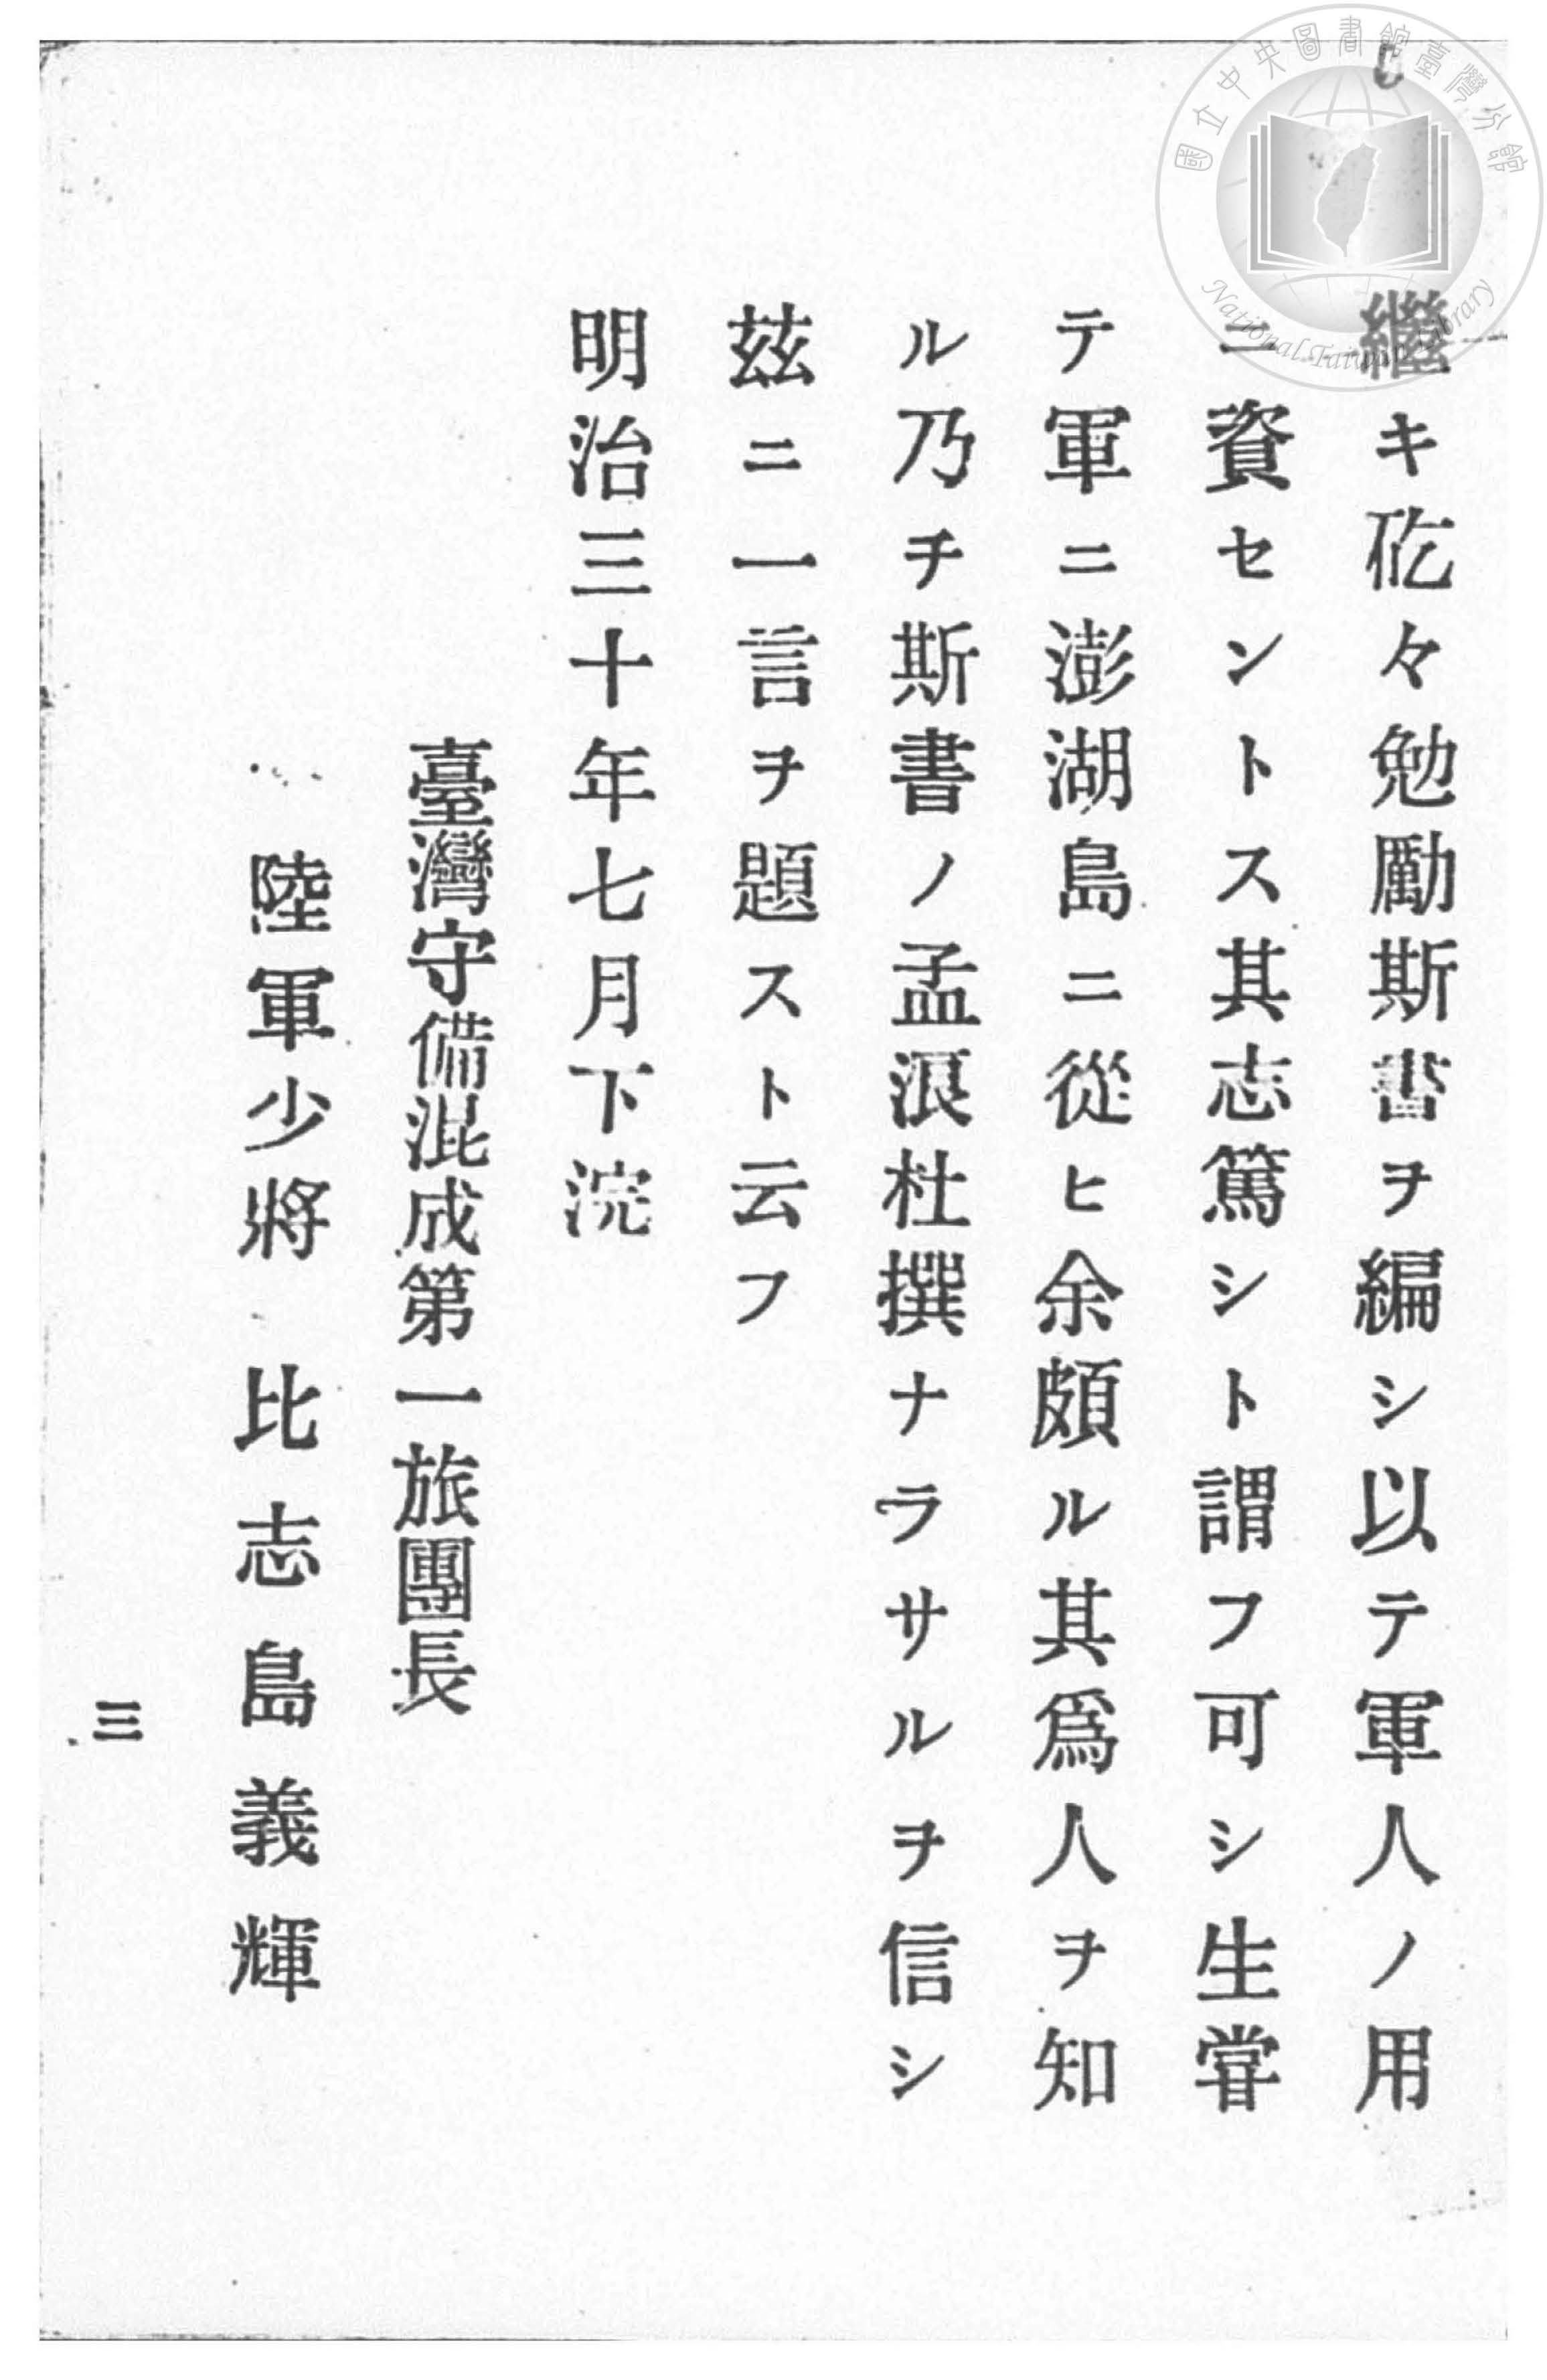 繼キ矻々勉勵斯書ヲ編シ以テ軍人ノ用
ニ資セントス其志篤シト謂フ可シ生甞
テ軍ニ澎湖島ニ從ヒ余頗ル其爲人ヲ知
ル乃チ斯書ノ孟浪杜撰ナラサルヲ信シ
茲ニ一言ヲ題スト云フ
明治三十年七月下浣
臺灣守備混成第一旅團長
陸軍少將 比志島義輝
三
國立中央圖書館臺灣分館
National Taiwan Library